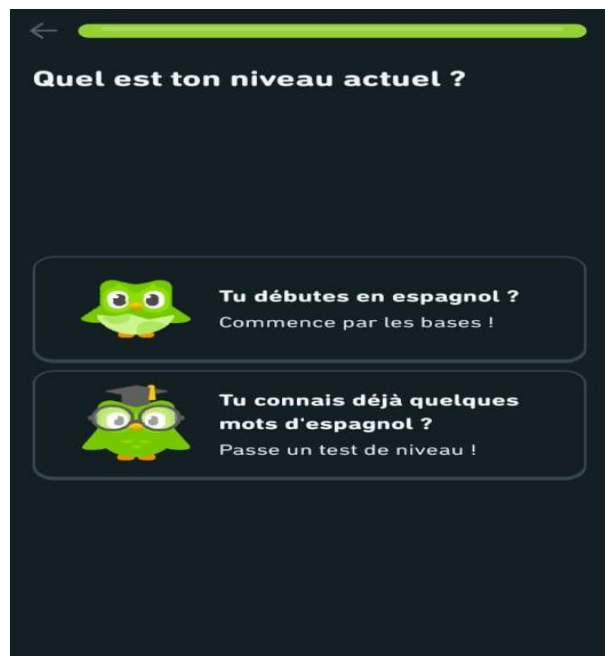 Quel est ton niveau actuel ?
Tu débutes en espagnol ?
Commence par les bases !
Tu connais déjà quelques
mots d'espagnol ?
Passe un test de niveau !